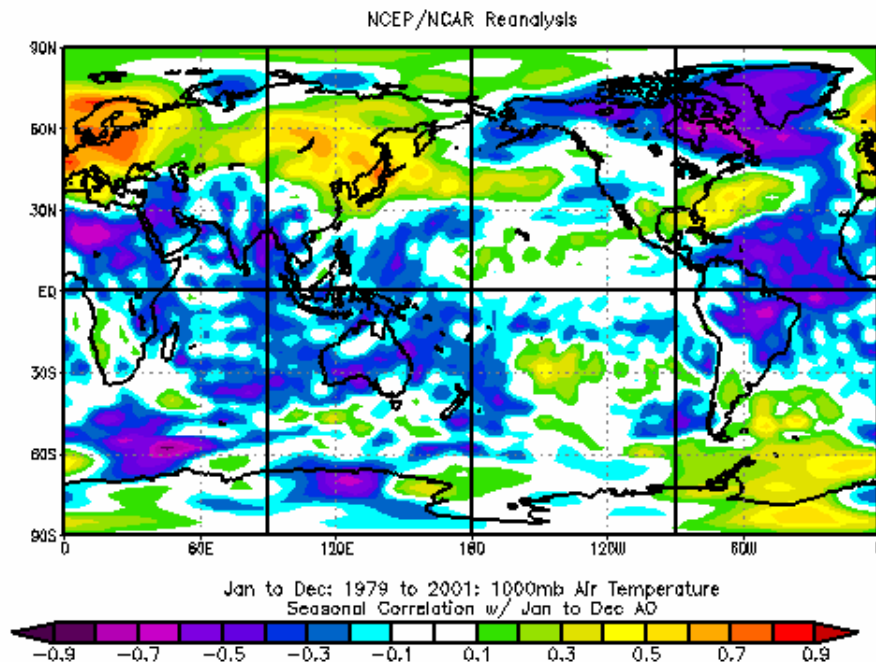 NCEP/NCAR Reanalysis
90N
60N
30N
EQ
30S
60S
90S
0 60E 120E 180 120W 60W
Jan to Dec: 1979 to 2001: 1000mb Air Temperature
Seasonal Correlation w/ Jan to Dec AO
-0.9 -0.7 -0.5 -0.3 -0.1 0.1 0.3 0.5 0.7 0.9